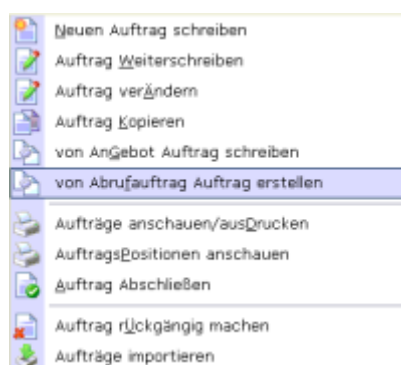 Neuen Auftrag schreiben
Auftrag Weiterschreiben
Auftrag verÄndern
Auftrag Kopieren
von AnGebot Auftrag schreiben
von Abrufauftrag Auftrag erstellen
Aufträge anschauen/ausDrucken
AuftragsPositionen anschauen
Auftrag Abschließen
Auftrag rÜckgängig machen
Aufträge importieren